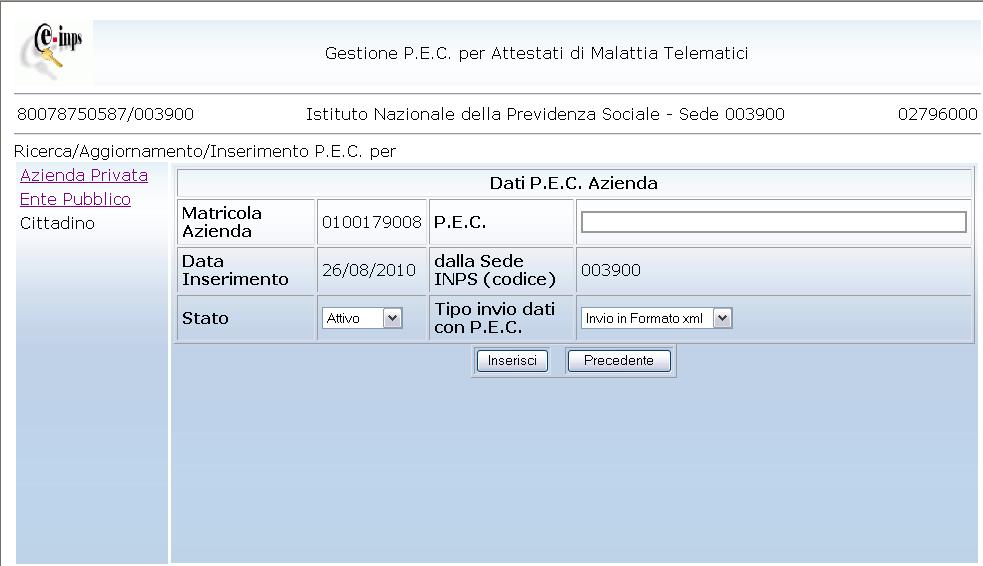 e-inps
Gestione P.E.C. per Attestati di Malattia Telematici
80078750587/003900 Istituto Nazionale della Previdenza Sociale - Sede 003900 02796000
Ricerca/Aggiornamento/Inserimento P.E.C. per
Azienda Privata
Ente Pubblico
Cittadino
Dati P.E.C. Azienda
Matricola
Azienda
0100179008
P.E.C.
Data
Inserimento
26/08/2010
dalla Sede
INPS (codice)
003900
Stato
Attivo
Tipo invio dati
con P.E.C.
Invio in Formato xml
Inserisci
Precedente